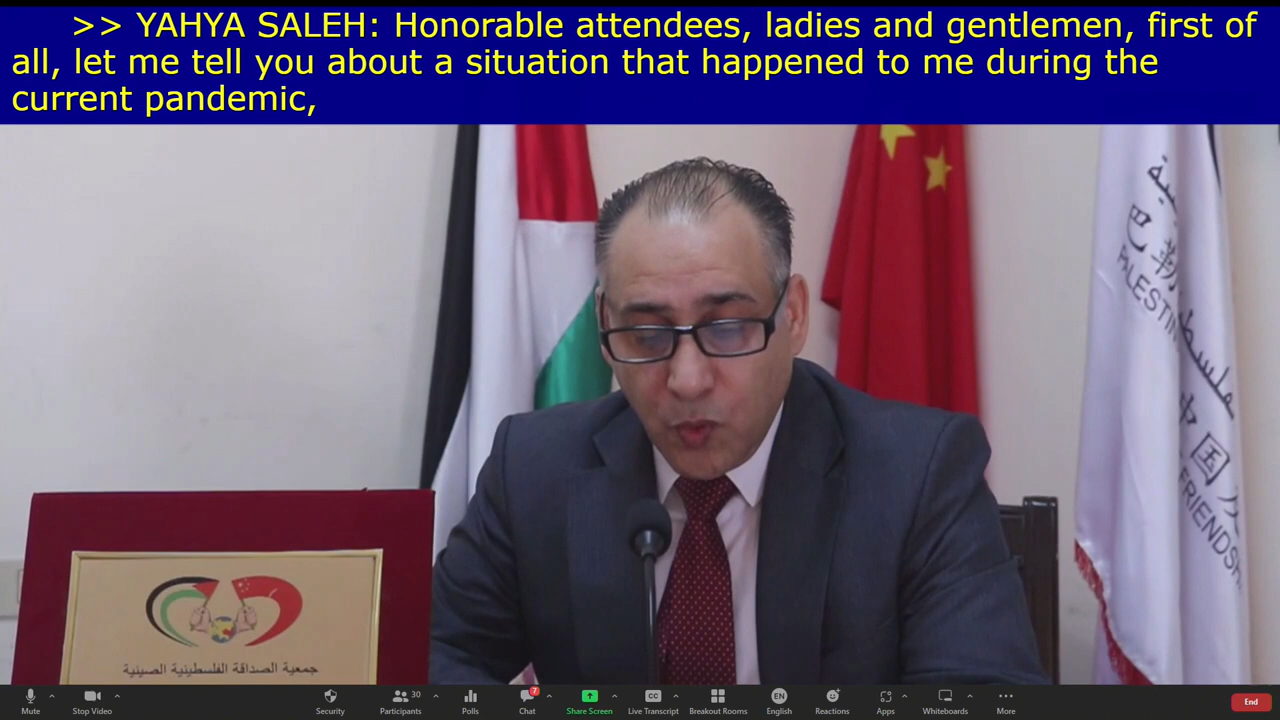 >> YAHYA SALEH: Honorable attendees, ladies and gentlemen, first of
all, let me tell you about a situation that happened to me during the
current pandemic,
国
FRIENDSH
جمعية الصداقة الفلسطينية الصينية
Mute
Stop Video
Security
Participants
30
Polls
Chat
7
Share Screen
CC
Live Transcript
Breakout Rooms
EN
English
Reactions
Apps
Whiteboards
More
End